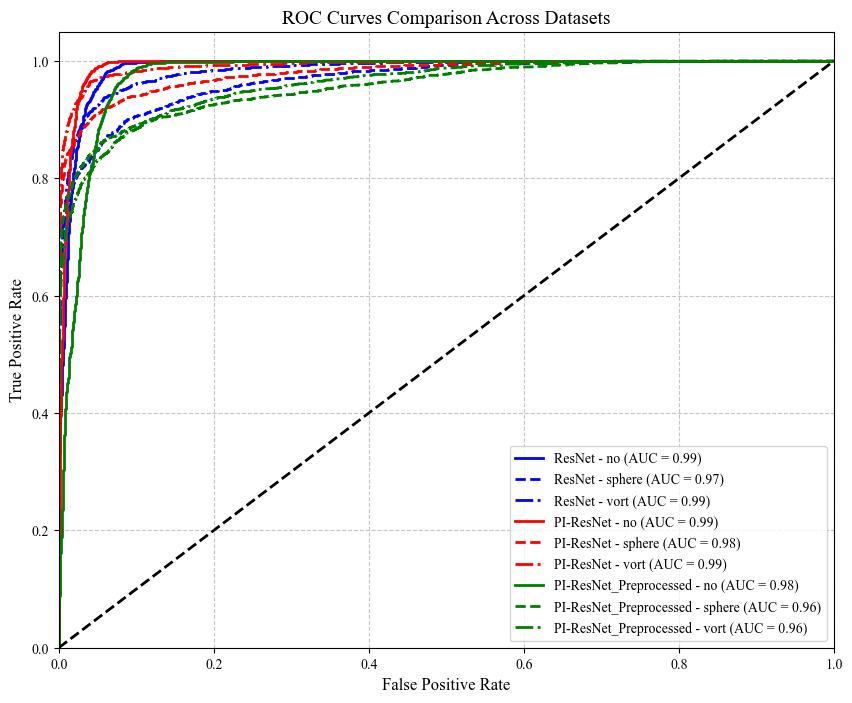 ROC Curves Comparison Across Datasets
True Positive Rate
1.0
0.8
0.6
0.4
0.2
0.0
ResNet - no (AUC = 0.99)
ResNet - sphere (AUC = 0.97)
ResNet - vort (AUC = 0.99)
PI-ResNet - no (AUC = 0.99)
PI-ResNet - sphere (AUC = 0.98)
PI-ResNet - vort (AUC = 0.99)
PI-ResNet_Preprocessed - no (AUC = 0.98)
PI-ResNet_Preprocessed - sphere (AUC = 0.96)
PI-ResNet_Preprocessed - vort (AUC = 0.96)
0.0 0.2 0.4 0.6 0.8 1.0
False Positive Rate